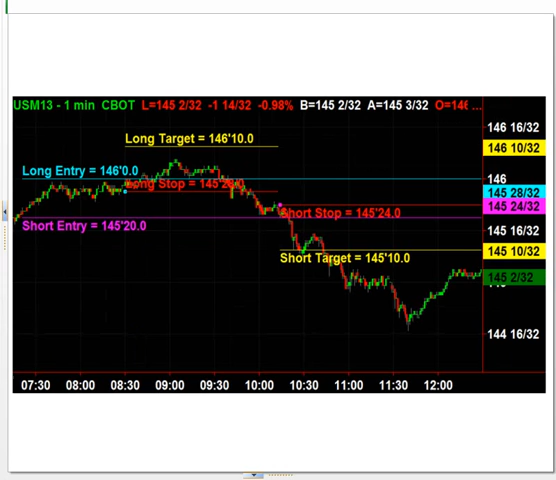 USM13 - 1 min CBOT L=145 2/32 -1 14/32 -0.98% B=145 2/32 A=145 3/32 O=146 ...
146 16/32
Long Target = 146'10.0
146 10/32
Long Entry = 146'0.0
146
Long Stop = 145'28.0
145 28/32
145 24/32
Short Stop = 145'24.0
Short Entry = 145'20.0
145 16/32
145 10/32
Short Target = 145'10.0
145 2/32
144 16/32
07:30 08:00 08:30 09:00 09:30 10:00 10:30 11:00 11:30 12:00